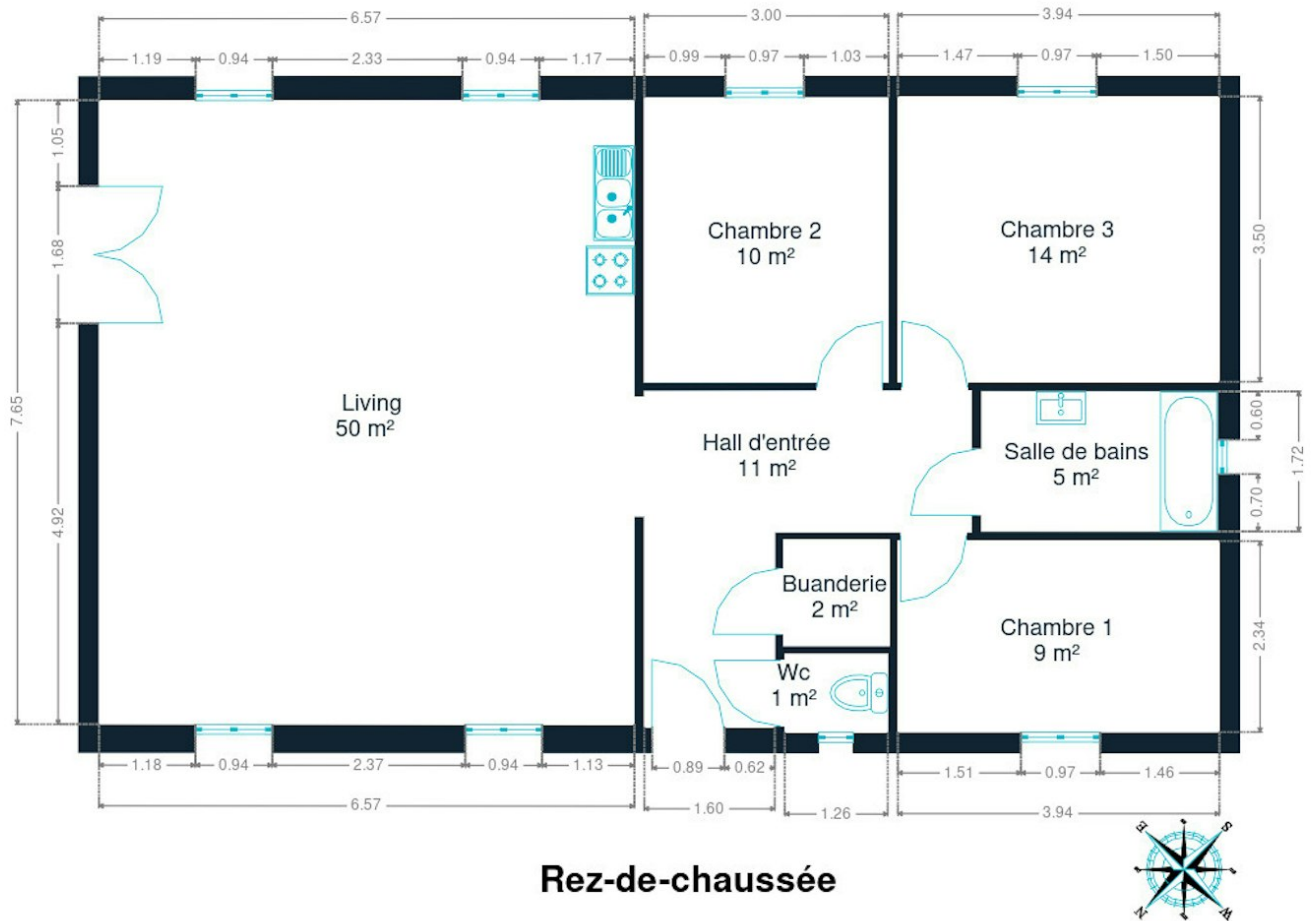 6.57
3.00
3.94
1.19
0.94
2.33
0.94
1.17
0.99
0.97
1.03
1.47
0.97
1.50
1.05
1.68
7.65
4.92
3.50
0.60
1.72
0.70
2.34
Chambre 2
10 m²
Chambre 3
14 m²
Living
50 m²
Hall d'entrée
11 m²
Salle de bains
5 m²
Buanderie
2 m²
Chambre 1
9 m²
Wc
1 m²
1.18
0.94
2.37
0.94
1.13
0.89
0.62
1.51
0.97
1.46
6.57
1.60
1.26
3.94
E
S
N
W
Rez-de-chaussée